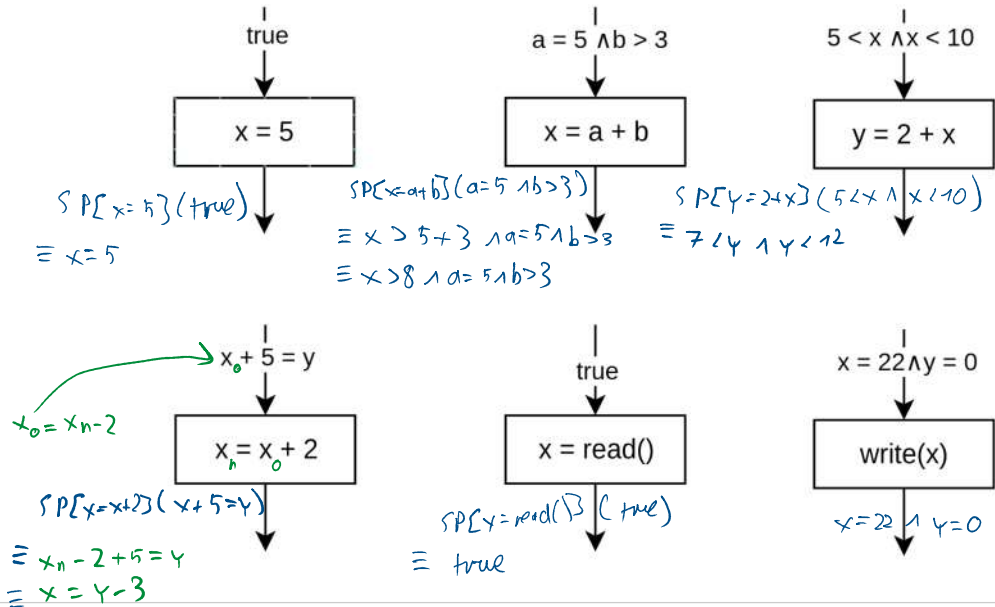 true
x = 5
SP[x=5](true)
≡ x=5
a = 5 ∧b > 3
x = a + b
SP[x=a+b](a=5 ∧b>3)
≡ x > 5+3 ∧a=5∧b>3
≡ x>8 ∧ a=5∧b>3
5 < x ∧x < 10
y = 2 + x
SP[y=2+x](5<x ∧ x<10)
≡ 7<y ∧ y<12
x₀+ 5 = y
x₀=xₙ-2
xₙ= x₀+ 2
SP[x=x+2](x+5=y)
≡ xₙ-2+5=y
≡ x = y-3
true
x = read()
SP[x=read()](true)
≡ true
x = 22∧y = 0
write(x)
x=22 ∧ y=0